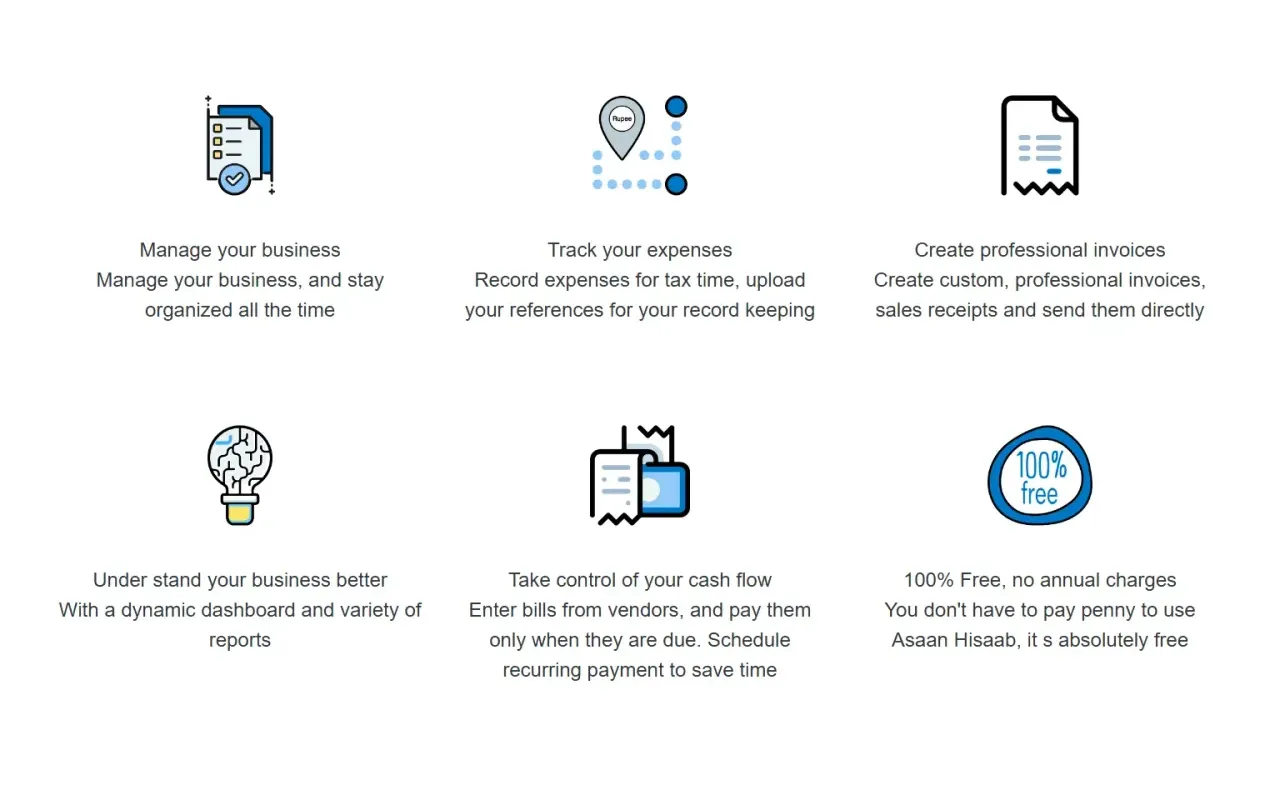 Rupee
Manage your business
Manage your business, and stay
organized all the time
Track your expenses
Record expenses for tax time, upload
your references for your record keeping
Create professional invoices
Create custom, professional invoices,
sales receipts and send them directly
100%
free
Under stand your business better
With a dynamic dashboard and variety of
reports
Take control of your cash flow
Enter bills from vendors, and pay them
only when they are due. Schedule
recurring payment to save time
100% Free, no annual charges
You don't have to pay penny to use
Asaan Hisaab, it s absolutely free